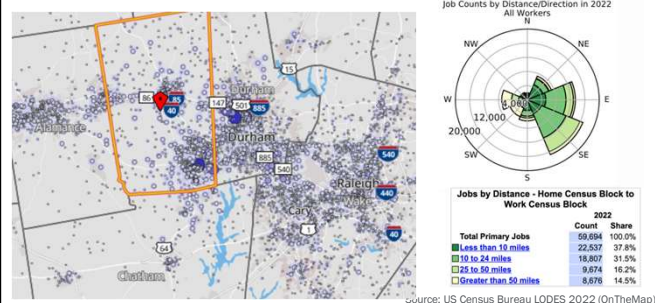 15
Durham
86
85
40
147
501
885
Alamance
Durham
885
540
540
Raleigh
440
Cary
1
40
64
Chatham
Job Counts by Distance/Direction in 2022
All Workers
N
NW
NE
W
4,000
E
12,000
20,000
SW
SE
S
Jobs by Distance - Home Census Block to
Work Census Block
2022
Count Share
Total Primary Jobs 59,694 100.0%
Less than 10 miles 22,537 37.8%
10 to 24 miles 18,807 31.5%
25 to 50 miles 9,674 16.2%
Greater than 50 miles 8,676 14.5%
Source: US Census Bureau LODES 2022 (OnTheMap)